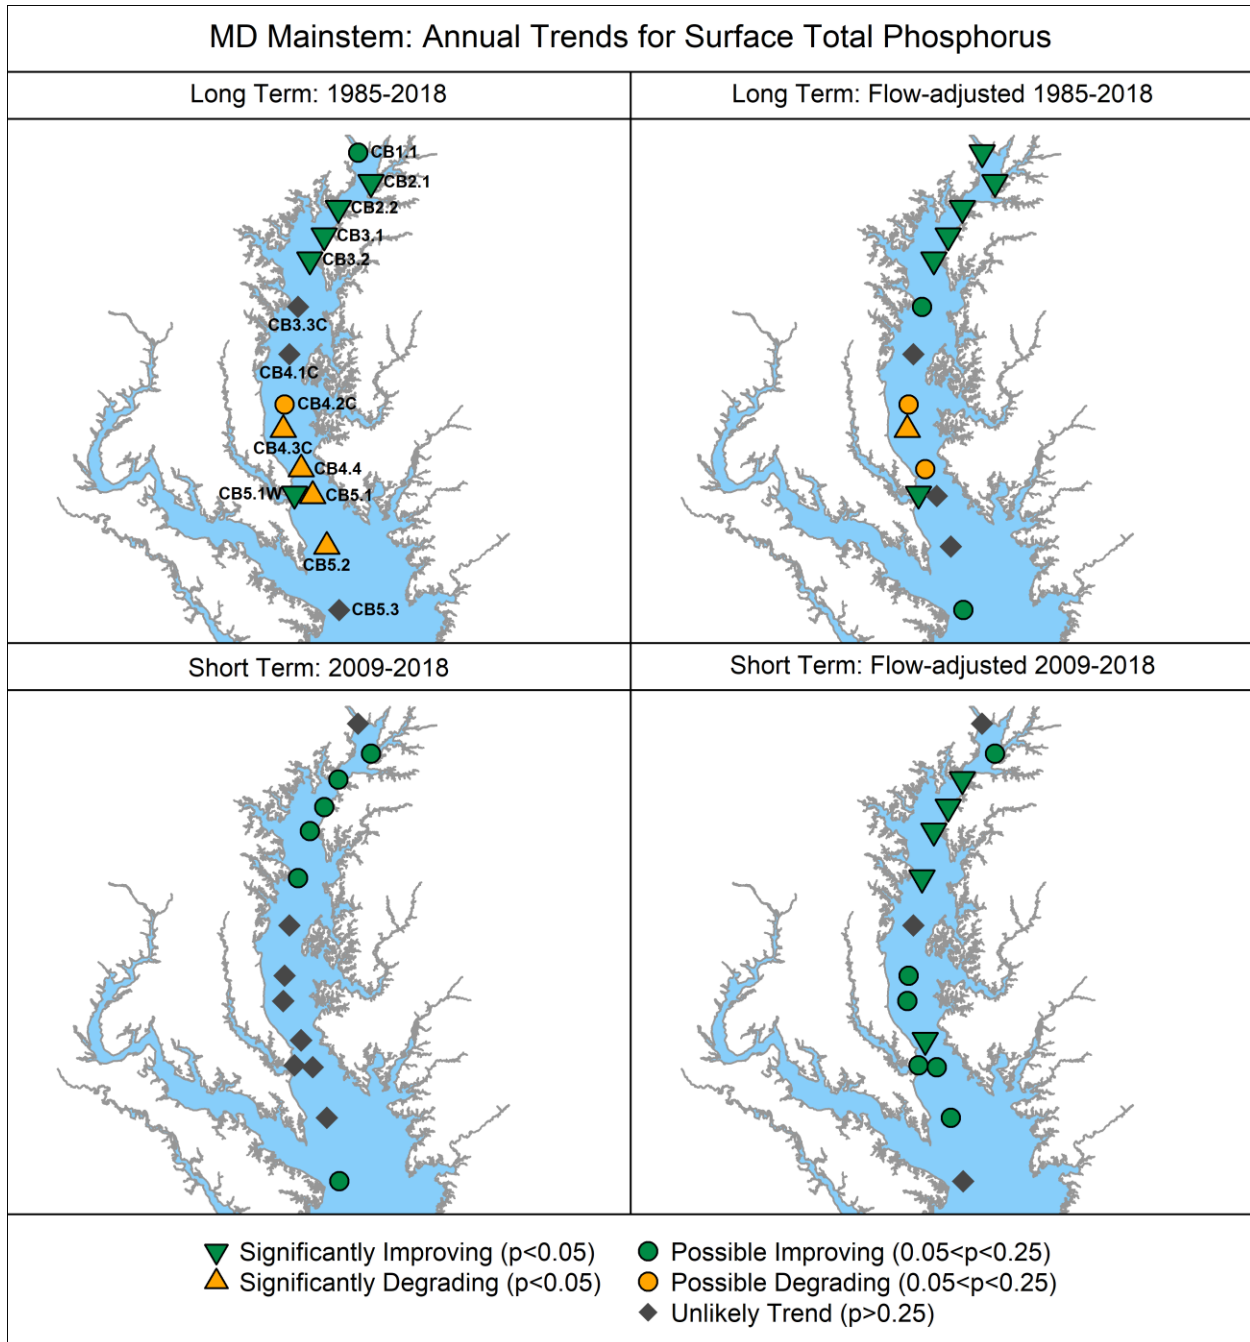 MD Mainstem: Annual Trends for Surface Total Phosphorus
Long Term: 1985-2018
Long Term: Flow-adjusted 1985-2018
CB1.1
CB2.1
CB2.2
CB3.1
CB3.2
CB3.3C
CB4.1C
CB4.2C
CB4.3C
CB4.4
CB5.1W
CB5.1
CB5.2
CB5.3
Short Term: 2009-2018
Short Term: Flow-adjusted 2009-2018
Significantly Improving (p<0.05)
Possible Improving (0.05<p<0.25)
Significantly Degrading (p<0.05)
Possible Degrading (0.05<p<0.25)
Unlikely Trend (p>0.25)